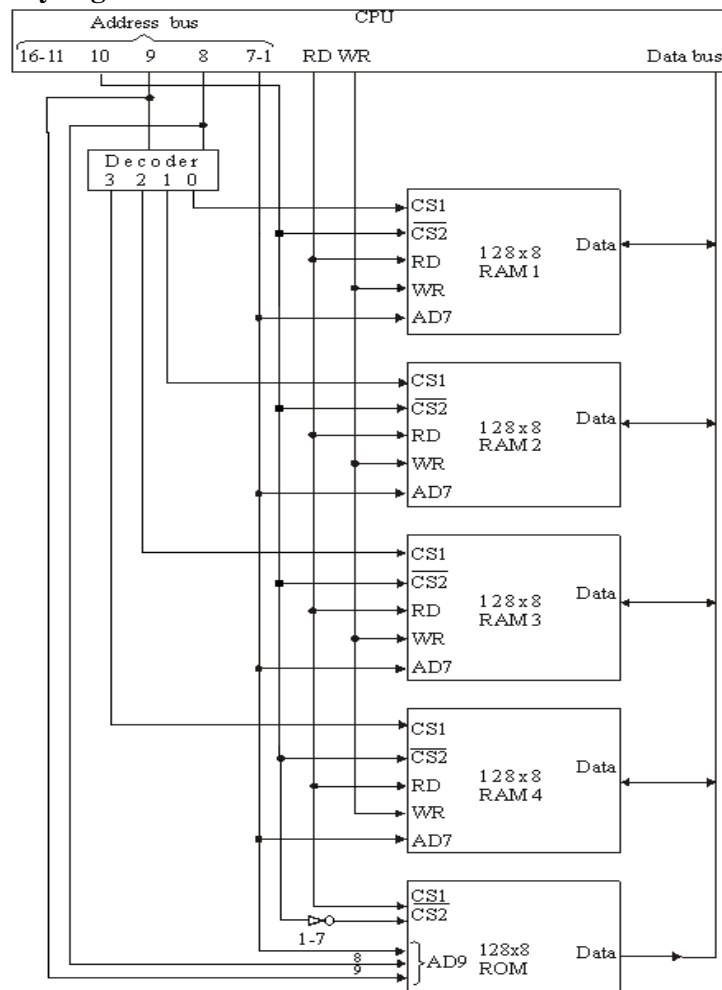 CPU
Address bus
16-11 10 9 8 7-1 RD WR Data bus
Decoder
3 2 1 0
CS1
CS2
RD
WR
AD7
128x8
RAM 1
Data
CS1
CS2
RD
WR
AD7
128x8
RAM 2
Data
CS1
CS2
RD
WR
AD7
128x8
RAM 3
Data
CS1
CS2
RD
WR
AD7
128x8
RAM 4
Data
CS1
CS2
1-7
8
9
AD9
128x8
ROM
Data